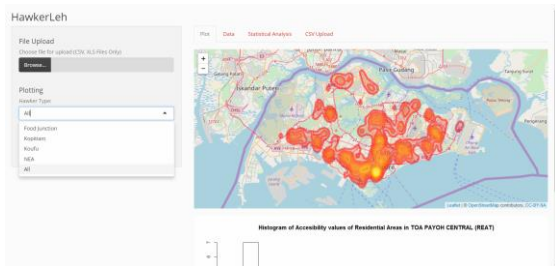 HawkerLeh
File Upload
Choose file for upload (CSV, XLS Files Only)
Browse...
Plotting
Hawker Type:
All
Food Junction
Kopitiam
Koufu
NEA
All
Plot Data Statistical Analysis CSV Upload
+
−
Iskandar Puteri
Pasir Gudang
Pengerang
Leaflet | © OpenStreetMap contributors, CC-BY-SA
Histogram of Accesibility values of Residential Areas in TOA PAYOH CENTRAL (REAT)